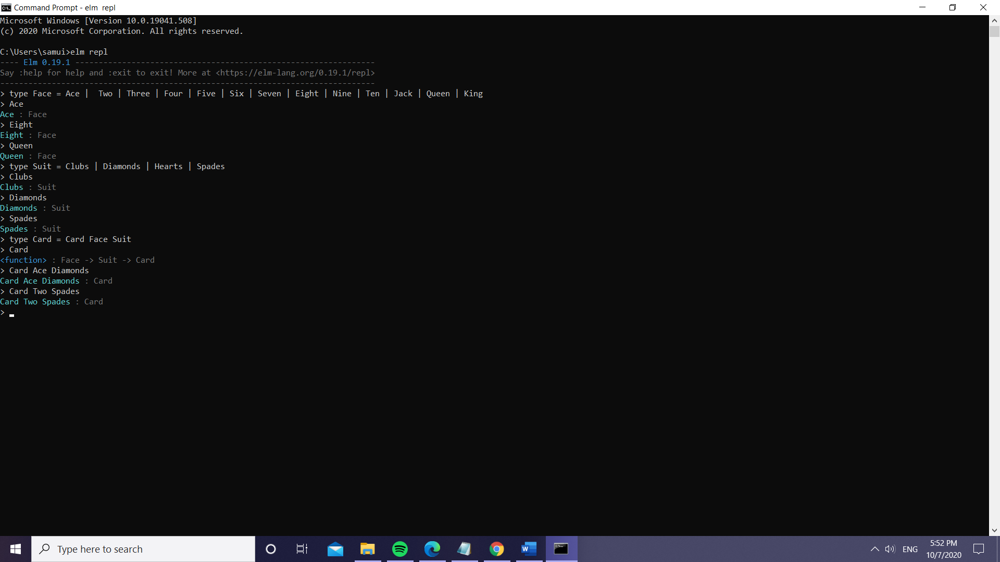 Command Prompt - elm  repl
Microsoft Windows [Version 10.0.19041.508]
(c) 2020 Microsoft Corporation. All rights reserved.
C:\Users\samui>elm repl
---- Elm 0.19.1 ----------------------------------------------------------------
Say :help for help and :exit to exit! More at <https://elm-lang.org/0.19.1/repl>
--------------------------------------------------------------------------------
> type Face = Ace |  Two | Three | Four | Five | Six | Seven | Eight | Nine | Ten | Jack | Queen | King
> Ace
Ace : Face
> Eight
Eight : Face
> Queen
Queen : Face
> type Suit = Clubs | Diamonds | Hearts | Spades
> Clubs
Clubs : Suit
> Diamonds
Diamonds : Suit
> Spades
Spades : Suit
> type Card = Card Face Suit
> Card
<function> : Face -> Suit -> Card
> Card Ace Diamonds
Card Ace Diamonds : Card
> Card Two Spades
Card Two Spades : Card
>
Type here to search
ENG
5:52 PM
10/7/2020